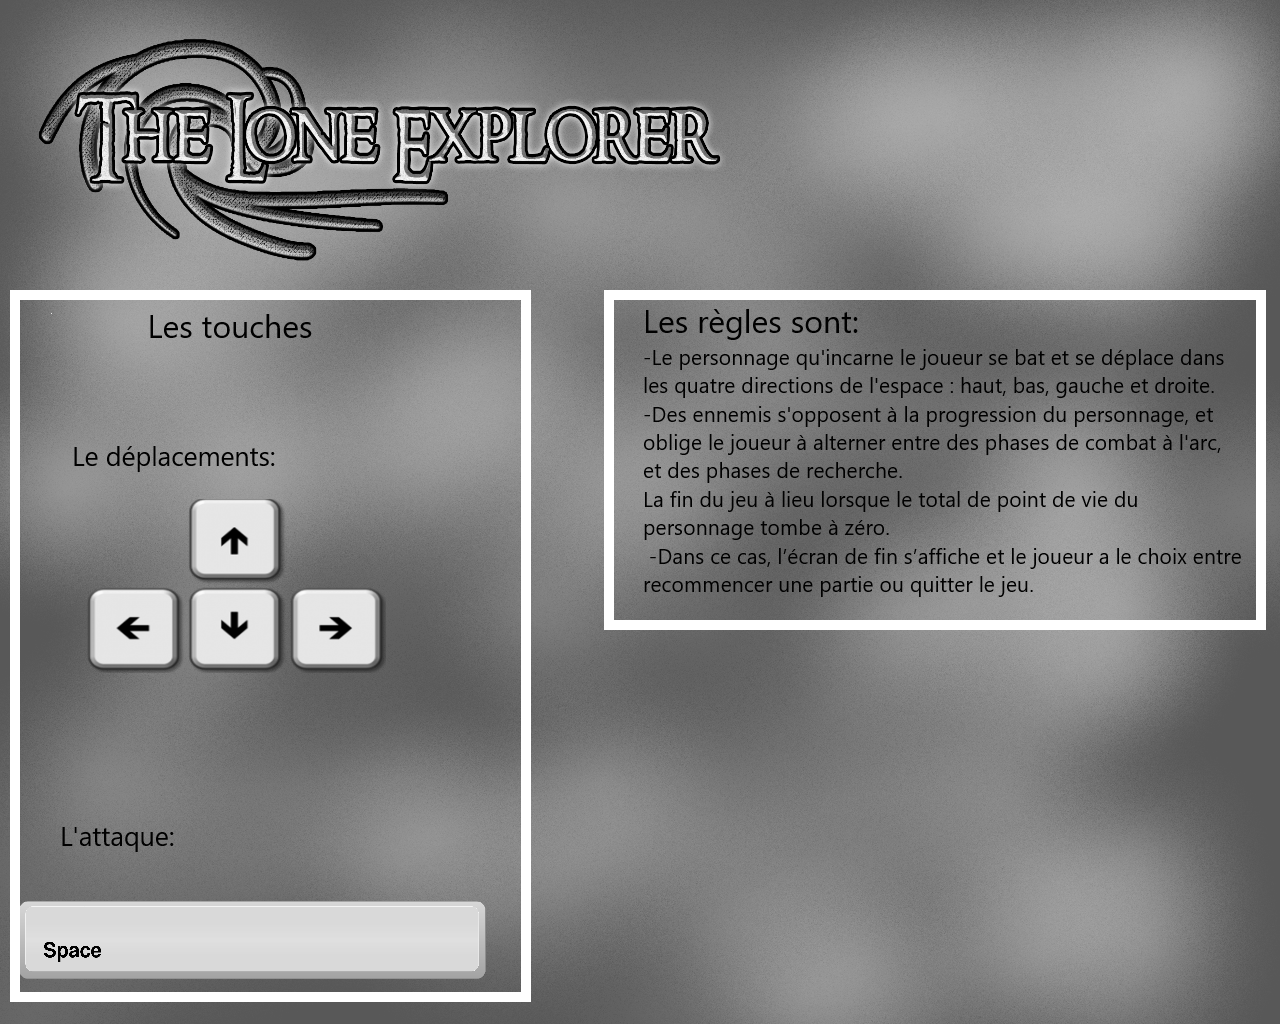 THE LONE EXPLORER
Les touches
Le déplacements:
L'attaque:
Space
Les règles sont:
-Le personnage qu'incarne le joueur se bat et se déplace dans
les quatre directions de l'espace : haut, bas, gauche et droite.
-Des ennemis s'opposent à la progression du personnage, et
oblige le joueur à alterner entre des phases de combat à l'arc,
et des phases de recherche.
La fin du jeu à lieu lorsque le total de point de vie du
personnage tombe à zéro.
-Dans ce cas, l’écran de fin s’affiche et le joueur a le choix entre
recommencer une partie ou quitter le jeu.